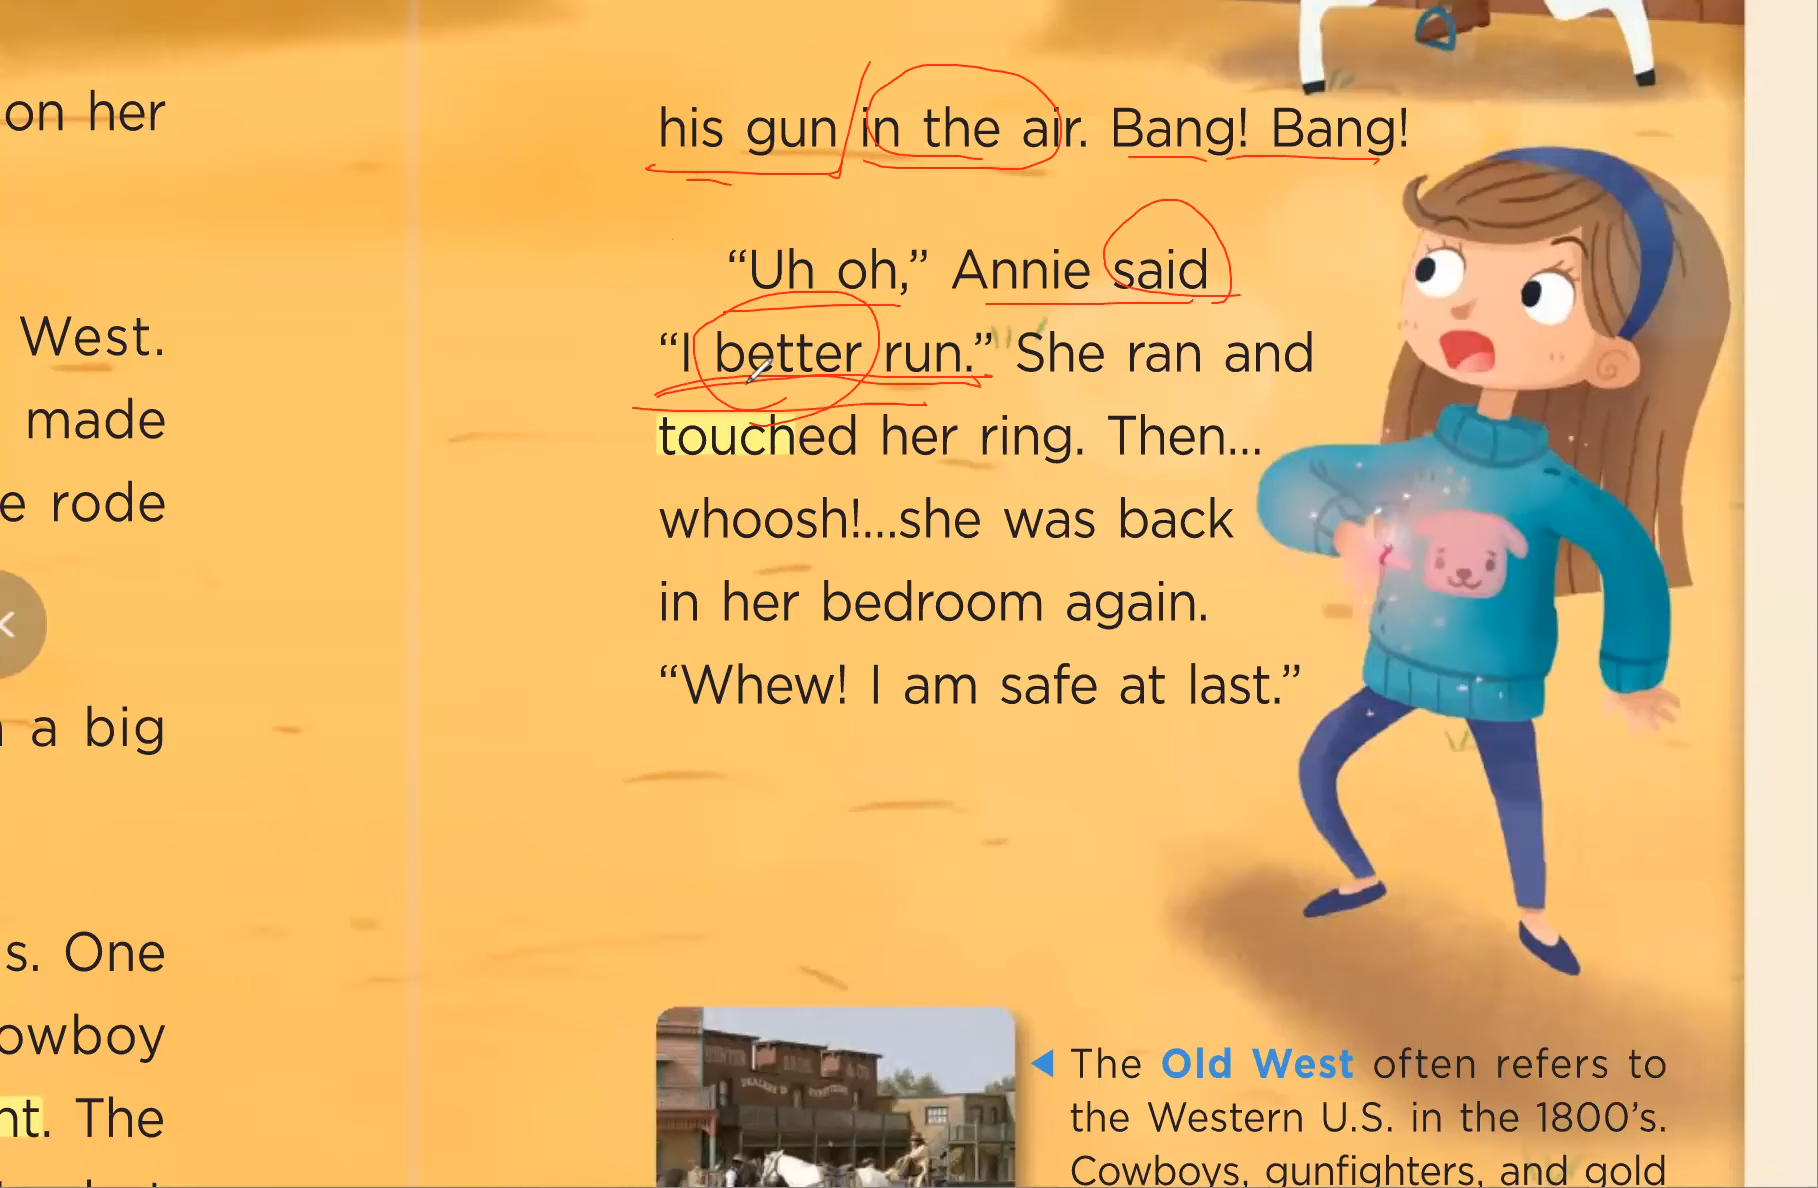 on her
West.
made
e rode
a big
s. One
owboy
nt. The
his gun in the air. Bang! Bang!
“Uh oh,” Annie said
“I better run.” She ran and
touched her ring. Then...
whoosh!...she was back
in her bedroom again.
“Whew! I am safe at last.”
The Old West often refers to
the Western U.S. in the 1800’s.
Cowboys, gunfighters, and gold